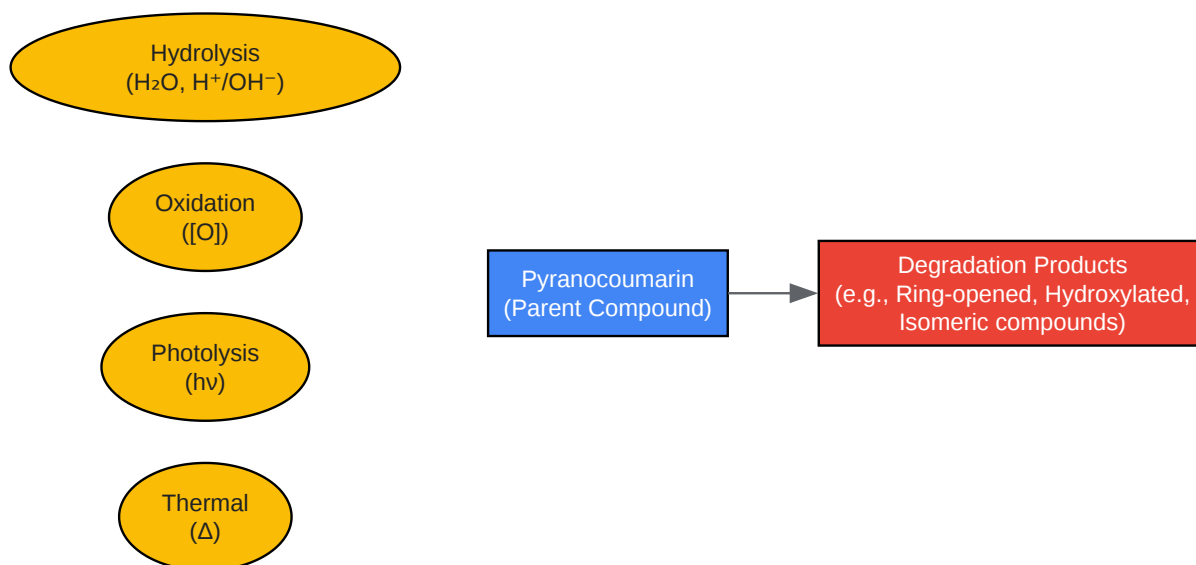 Hydrolysis
(H₂O, H⁺/OH⁻)
Oxidation
([O])
Photolysis
(hν)
Thermal
(Δ)
Pyranocoumarin
(Parent Compound)
Degradation Products
(e.g., Ring-opened, Hydroxylated,
Isomeric compounds)